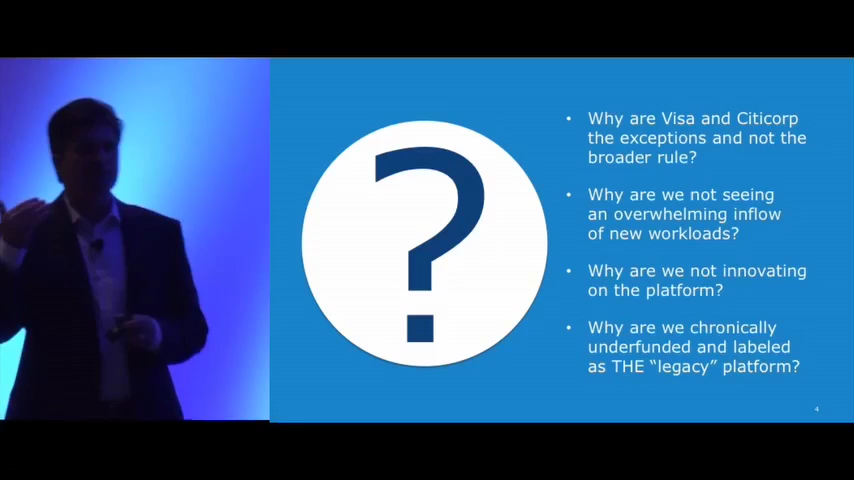 ?
• Why are Visa and Citicorp
the exceptions and not the
broader rule?
• Why are we not seeing
an overwhelming inflow
of new workloads?
• Why are we not innovating
on the platform?
• Why are we chronically
underfunded and labeled
as THE “legacy” platform?
4